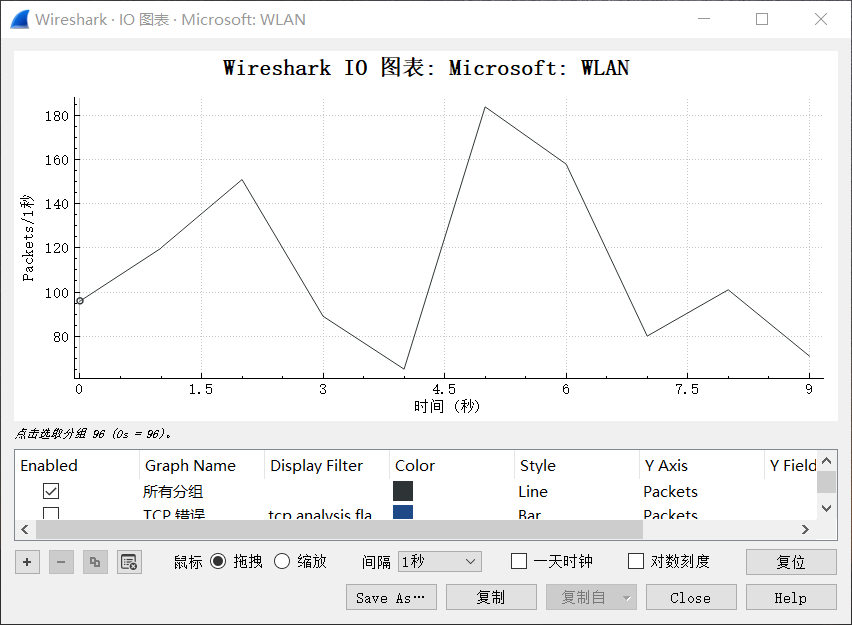 Wireshark · IO 图表 · Microsoft: WLAN
Wireshark IO 图表: Microsoft: WLAN
Packets/1秒
180
160
140
120
100
80
0 1.5 3 4.5 6 7.5 9
时间 (秒)
点击选取分组 96 (0s = 96)。
Enabled Graph Name Display Filter Color Style Y Axis Y Field
所有分组 Line Packets
TCP 错误 tcp.analysis.fla Bar Packets
鼠标 拖拽 缩放 间隔 1秒 一天时钟 对数刻度 复位
Save As… 复制 复制自 Close Help